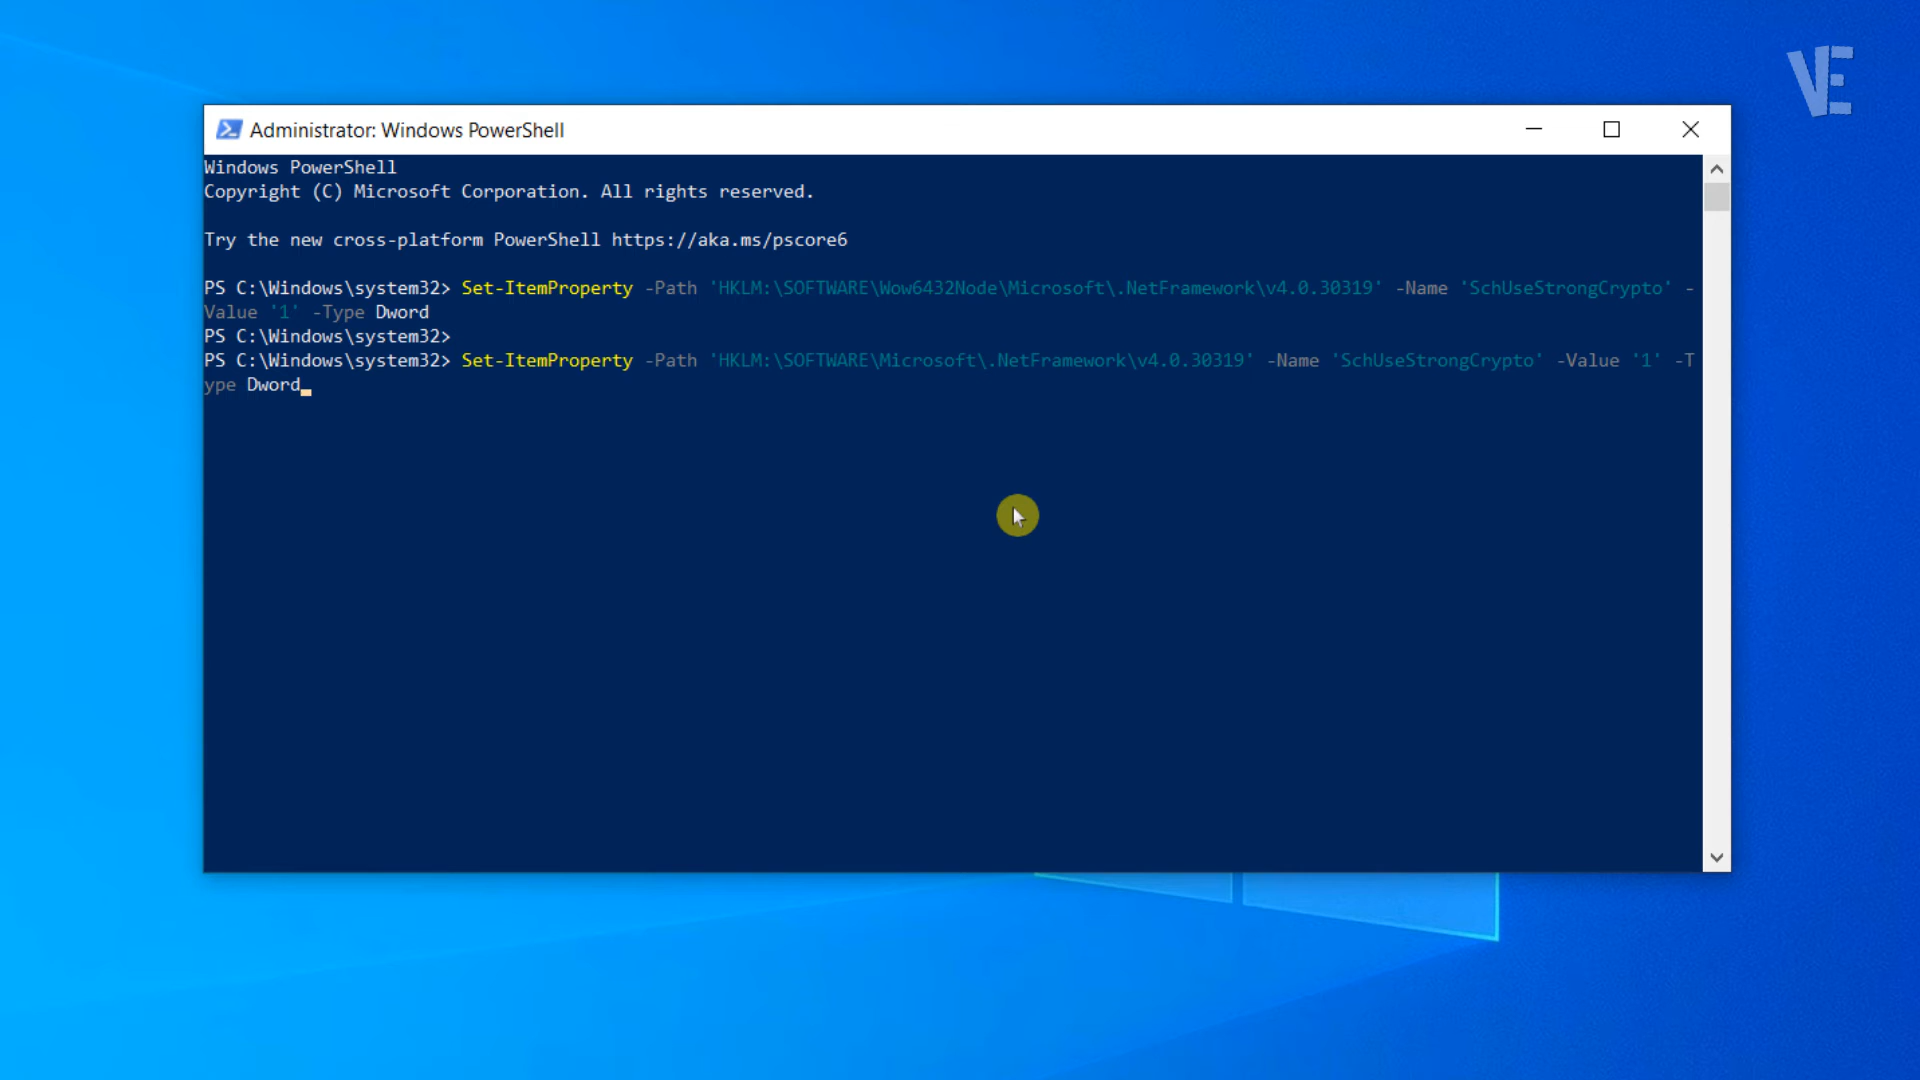 VE
Administrator: Windows PowerShell
Windows PowerShell
Copyright (C) Microsoft Corporation. All rights reserved.
Try the new cross-platform PowerShell https://aka.ms/pscore6
PS C:\Windows\system32> Set-ItemProperty -Path 'HKLM:\SOFTWARE\Wow6432Node\Microsoft\.NetFramework\v4.0.30319' -Name 'SchUseStrongCrypto' -
Value '1' -Type Dword
PS C:\Windows\system32>
PS C:\Windows\system32> Set-ItemProperty -Path 'HKLM:\SOFTWARE\Microsoft\.NetFramework\v4.0.30319' -Name 'SchUseStrongCrypto' -Value '1' -T
ype Dword